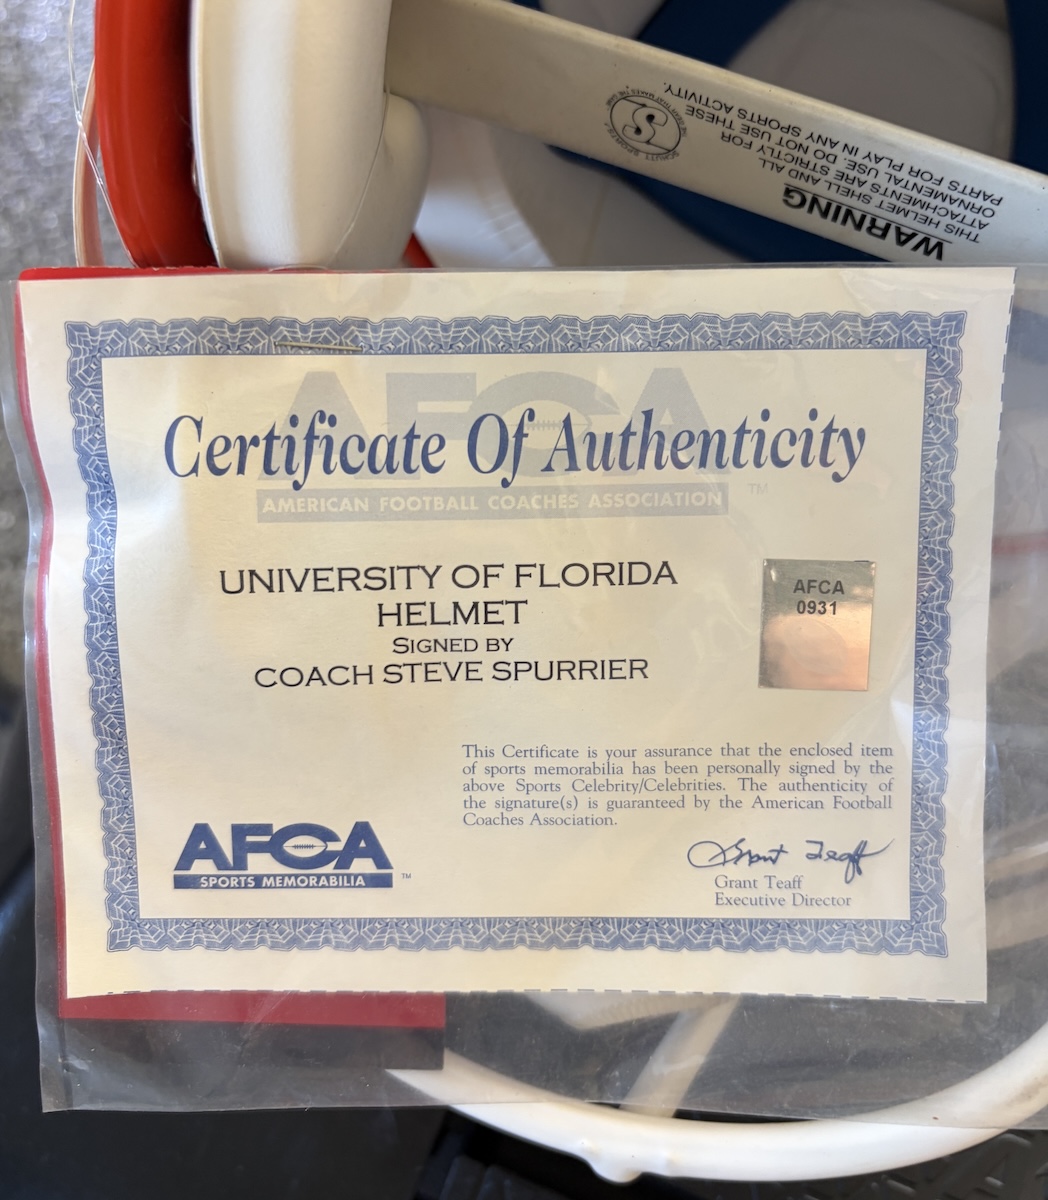 WARNING
THIS HELMET SHELL AND ALL
ATTACHMENTS ARE STRICTLY FOR
ORNAMENTAL USE. DO NOT USE THESE
PARTS FOR PLAY IN ANY SPORTS ACTIVITY.
AFCA
Certificate Of Authenticity
AMERICAN FOOTBALL COACHES ASSOCIATION
TM
UNIVERSITY OF FLORIDA
HELMET
SIGNED BY
COACH STEVE SPURRIER
AFCA
0931
This Certificate is your assurance that the enclosed item
of sports memorabilia has been personally signed by the
above Sports Celebrity/Celebrities. The authenticity of
the signature(s) is guaranteed by the American Football
Coaches Association.
AFCA
SPORTS MEMORABILIA
TM
Grant Teaff
Grant Teaff
Executive Director